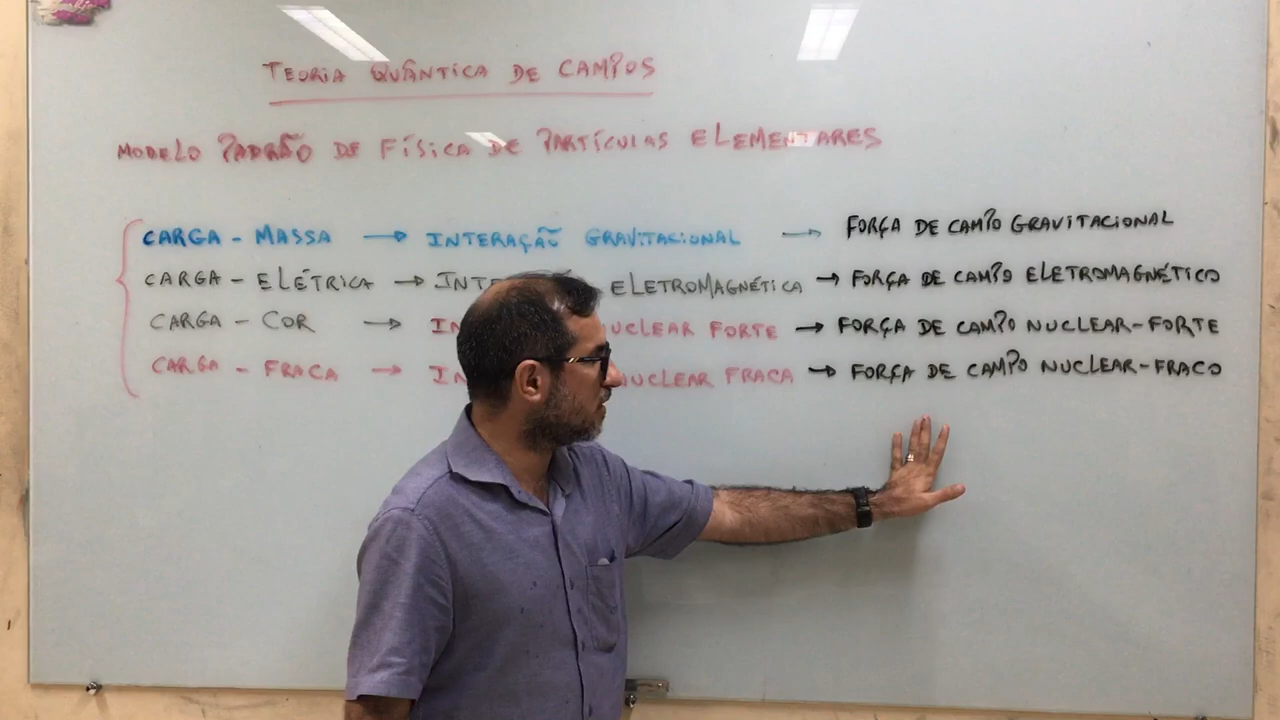 TEORIA QUÂNTICA DE CAMPOS
MODELO PADRÃO DE FÍSICA DE PARTÍCULAS ELEMENTARES
CARGA - MASSA → INTERAÇÃO GRAVITACIONAL → FORÇA DE CAMPO GRAVITACIONAL
CARGA - ELÉTRICA → ELETROMAGNÉTICA → FORÇA DE CAMPO ELETROMAGNÉTICO
CARGA - COR → NUCLEAR FORTE → FORÇA DE CAMPO NUCLEAR-FORTE
CARGA - FRACA → NUCLEAR FRACA → FORÇA DE CAMPO NUCLEAR-FRACO